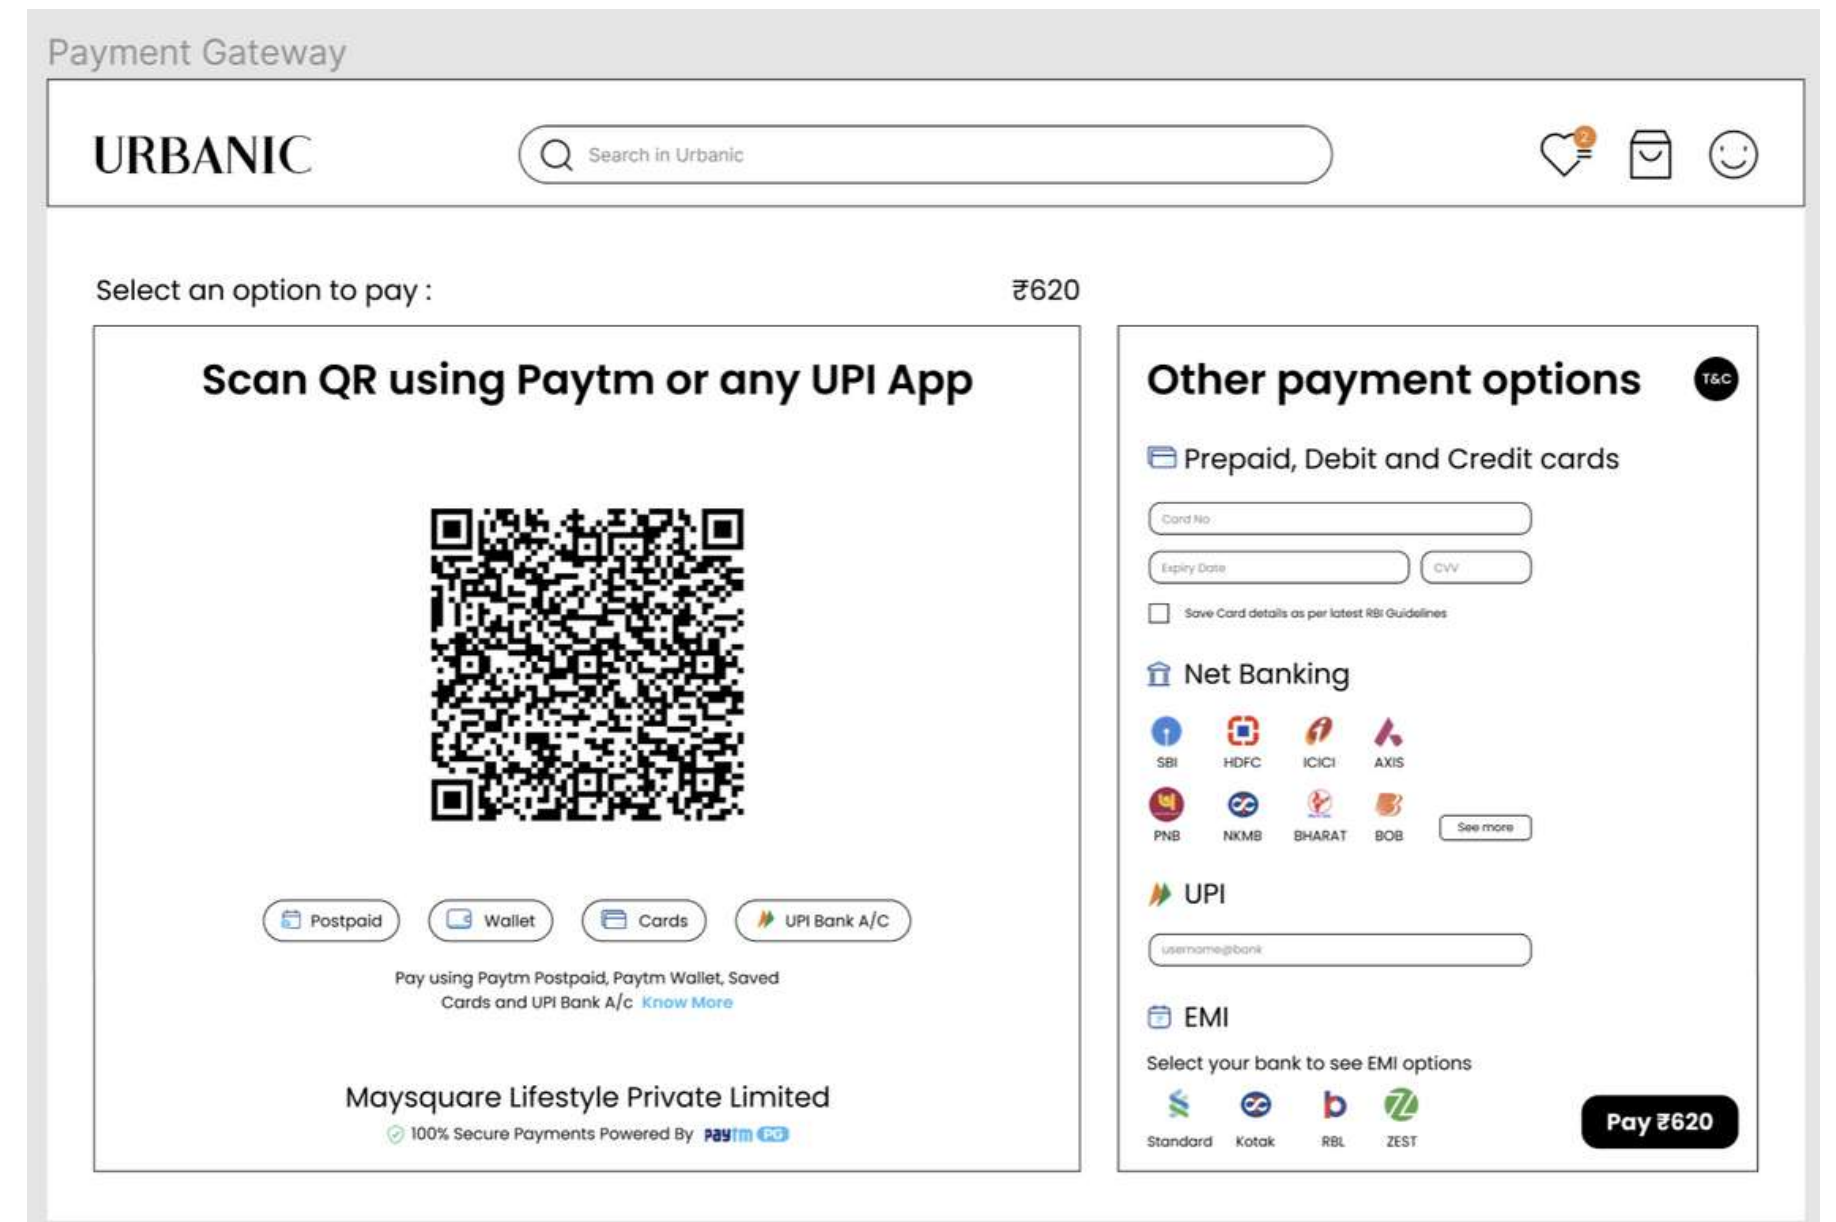 Payment Gateway
URBANIC
Search in Urbanic
2
Select an option to pay :
₹620
Scan QR using Paytm or any UPI App
Postpaid
Wallet
Cards
UPI Bank A/C
Pay using Paytm Postpaid, Paytm Wallet, Saved
Cards and UPI Bank A/c Know More
Maysquare Lifestyle Private Limited
100% Secure Payments Powered By paytm PG
Other payment options
T&C
Prepaid, Debit and Credit cards
Card No
Expiry Date
CVV
Save Card details as per latest RBI Guidelines
Net Banking
SBI
HDFC
ICICI
AXIS
PNB
NKMB
BHARAT
BOB
See more
UPI
username@bank
EMI
Select your bank to see EMI options
Standard
Kotak
RBL
ZEST
Pay ₹620